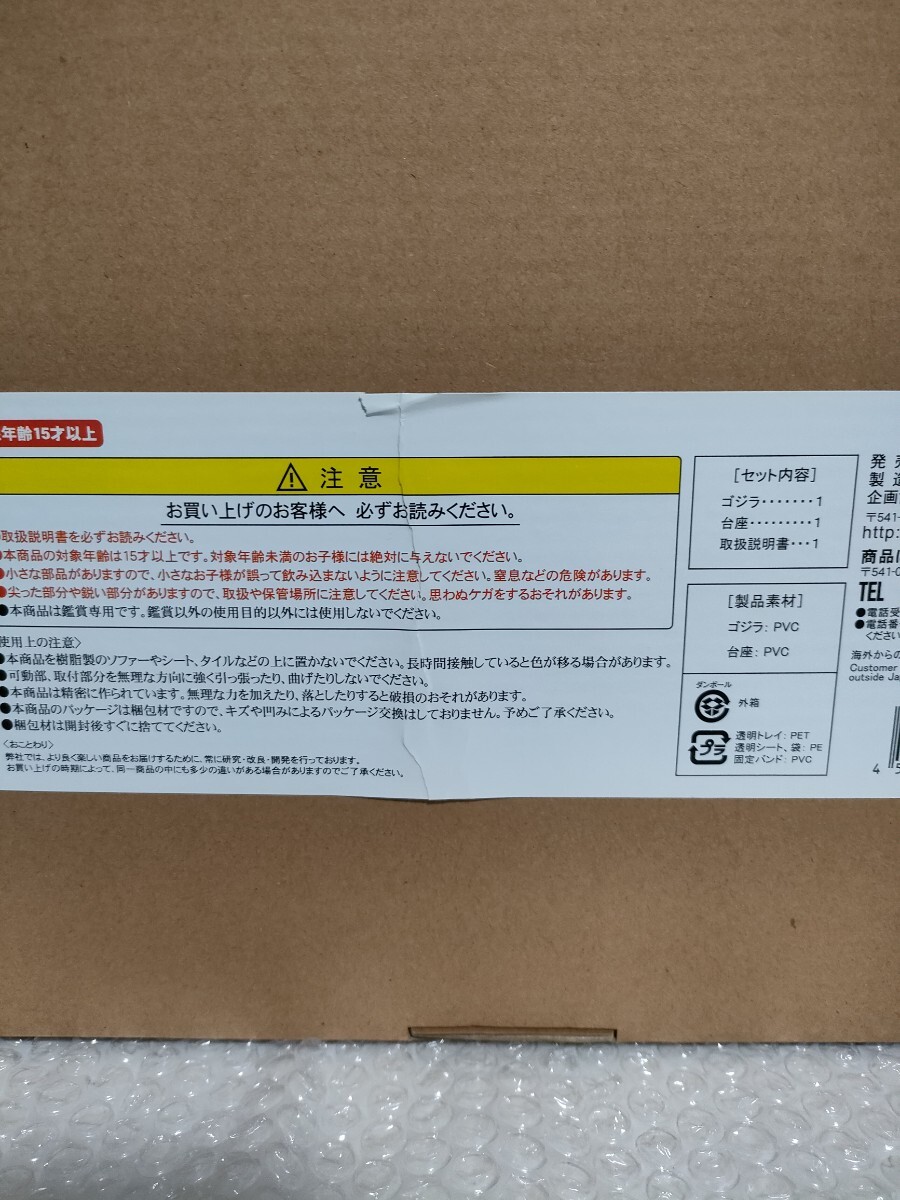 年齢15才以上
注意
お買い上げのお客様へ 必ずお読みください。
取扱説明書を必ずお読みください。
●本商品の対象年齢は15才以上です。対象年齢未満のお子様には絶対に与えないでください。
●小さな部品がありますので、小さなお子様が誤って飲み込まないように注意してください。窒息などの危険があります。
●尖った部分や鋭い部分がありますので、取扱や保管場所に注意してください。思わぬケガをするおそれがあります。
●本商品は鑑賞専用です。鑑賞以外の使用目的以外には使用しないでください。
使用上の注意〉
●本商品を樹脂製のソファーやシート、タイルなどの上に置かないでください。長時間接触していると色が移る場合があります。
●可動部、取付部分を無理な方向に強く引っ張ったり、曲げたりしないでください。
●本商品は精密に作られています。無理な力を加えたり、落としたりすると破損のおそれがあります。
●本商品のパッケージは梱包材ですので、キズや凹みによるパッケージ交換はしておりません。予めご了承ください。
●梱包材は開封後すぐに捨ててください。
〈おことわり〉
弊社では、より良く楽しい商品をお届けするために、常に研究・改良・開発を行っております。
お買い上げの時期によって、同一商品の中にも多少の違いがある場合がありますのでご了承ください。
［セット内容］
ゴジラ・・・・・・・1
台座・・・・・・・・・1
取扱説明書・・・1
［製品素材］
ゴジラ：PVC
台座：PVC
ダンボール
外箱
プラ
透明トレイ：PET
透明シート、袋：PE
固定バンド：PVC
発売
製造
企画
〒541-
http:
商品に
〒541-0
TEL
●電話受
●電話番
ください
海外からの
Customer
outside Ja
4 5